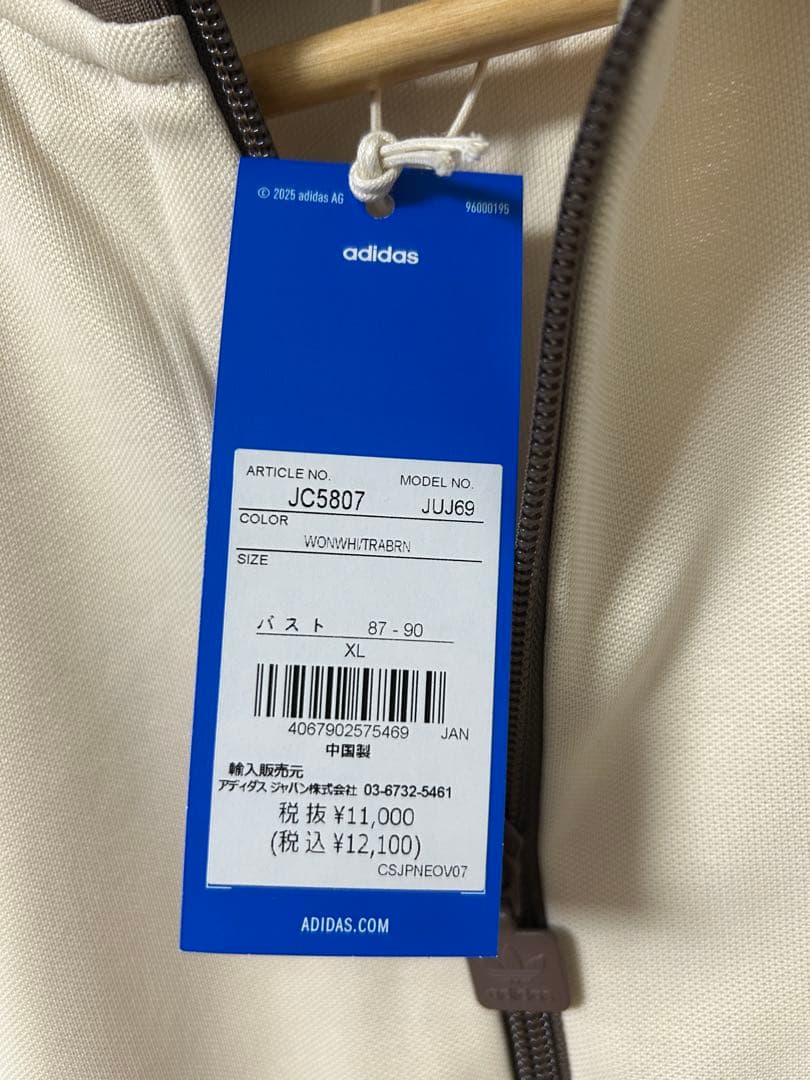 © 2025 adidas AG
96000195
adidas
ARTICLE NO.
MODEL NO.
JC5807
JUJ69
COLOR
WONWHI/TRABRN
SIZE
バスト 87 - 90
XL
4067902575469 JAN
中国製
輸入販売元
アディダス ジャパン株式会社 03-6732-5461
税抜 ¥11,000
(税込 ¥12,100)
CSJPNEOV07
ADIDAS.COM
adidas